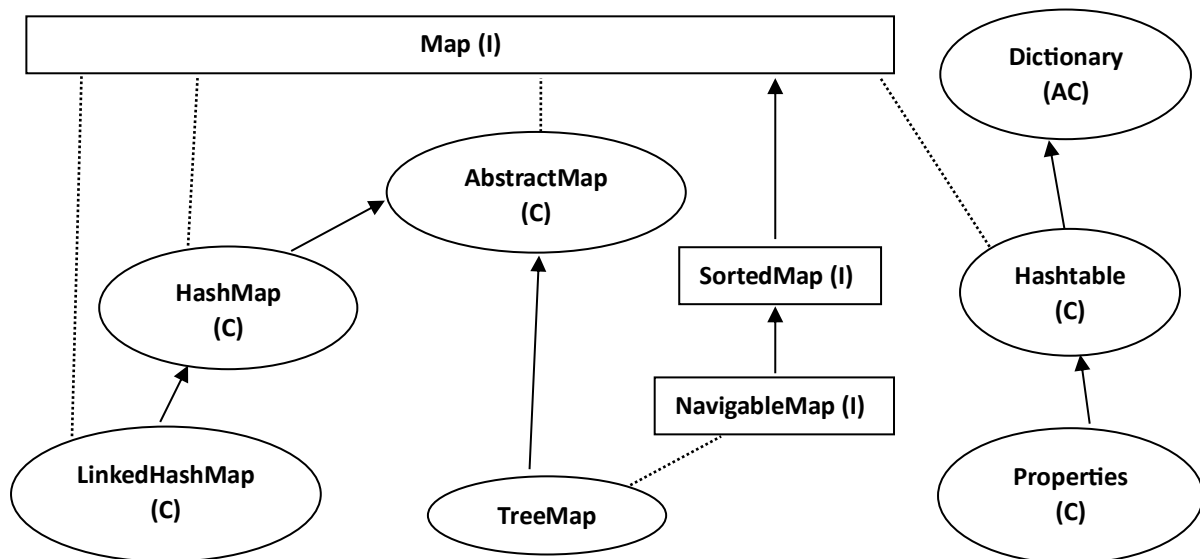 Map (I)
Dictionary
(AC)
AbstractMap
(C)
HashMap
(C)
SortedMap (I)
Hashtable
(C)
NavigableMap (I)
LinkedHashMap
(C)
TreeMap
Properties
(C)